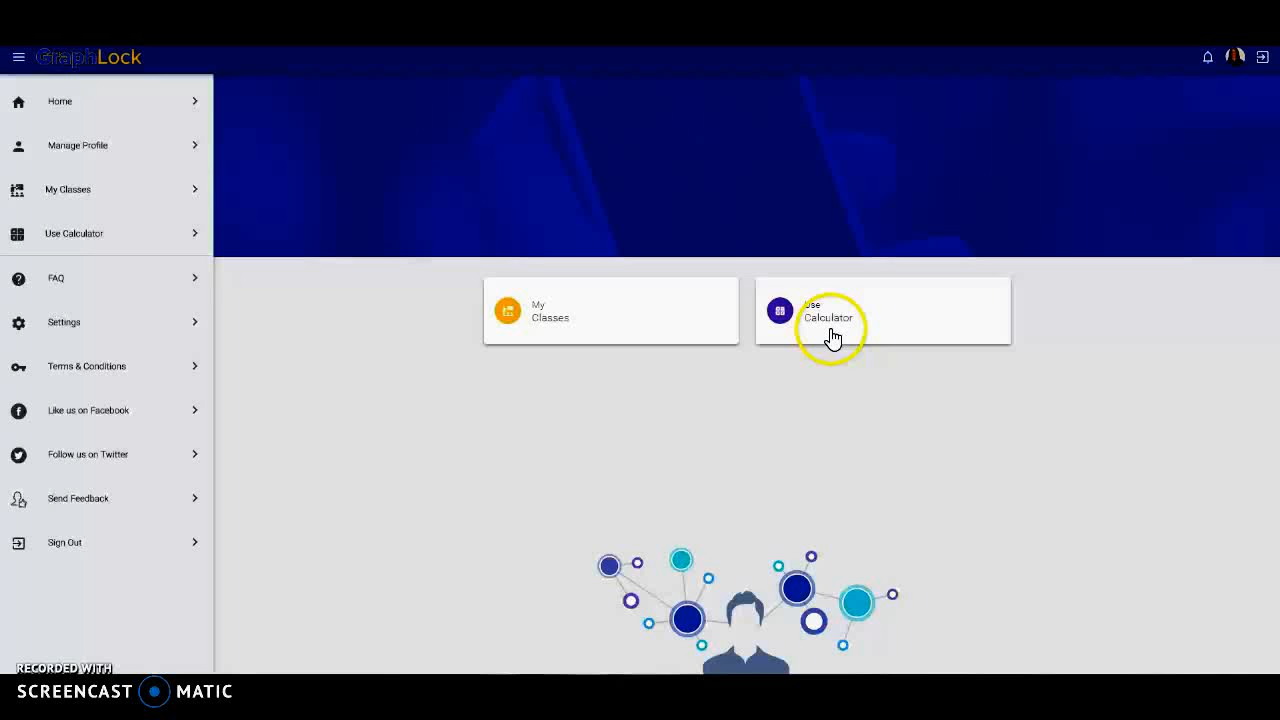 GraphLock
Home
Manage Profile
My Classes
Use Calculator
FAQ
Settings
Terms & Conditions
Like us on Facebook
Follow us on Twitter
Send Feedback
Sign Out
My
Classes
Use
Calculator
RECORDED WITH
SCREENCAST MATIC